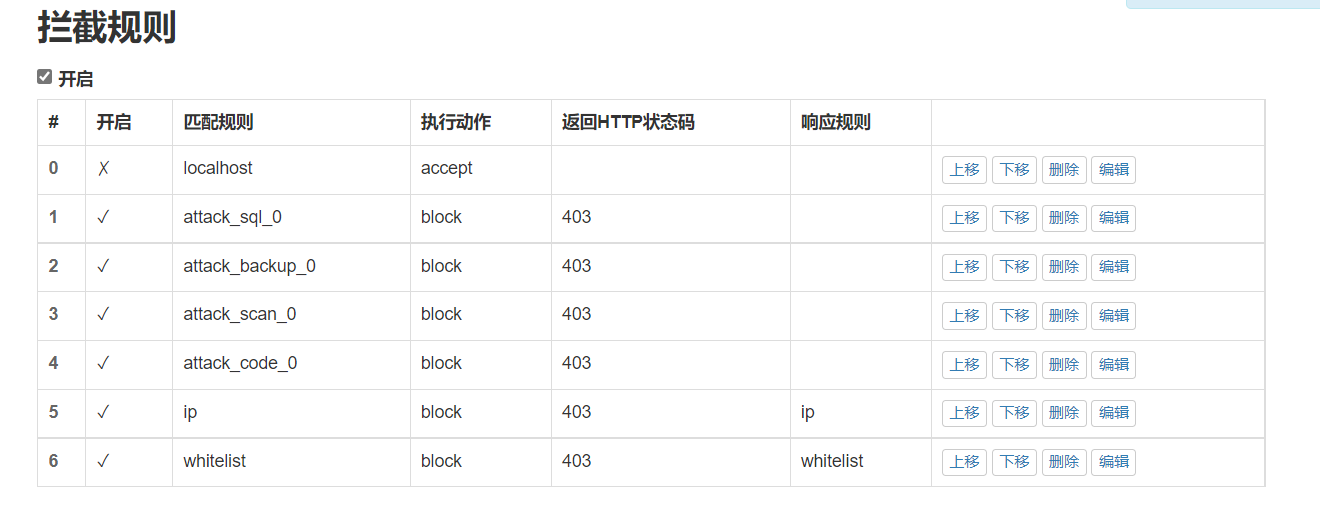 拦截规则
开启
# 开启 匹配规则 执行动作 返回HTTP状态码 响应规则
0 ✗ localhost accept 上移 下移 删除 编辑
1 ✓ attack_sql_0 block 403 上移 下移 删除 编辑
2 ✓ attack_backup_0 block 403 上移 下移 删除 编辑
3 ✓ attack_scan_0 block 403 上移 下移 删除 编辑
4 ✓ attack_code_0 block 403 上移 下移 删除 编辑
5 ✓ ip block 403 ip 上移 下移 删除 编辑
6 ✓ whitelist block 403 whitelist 上移 下移 删除 编辑